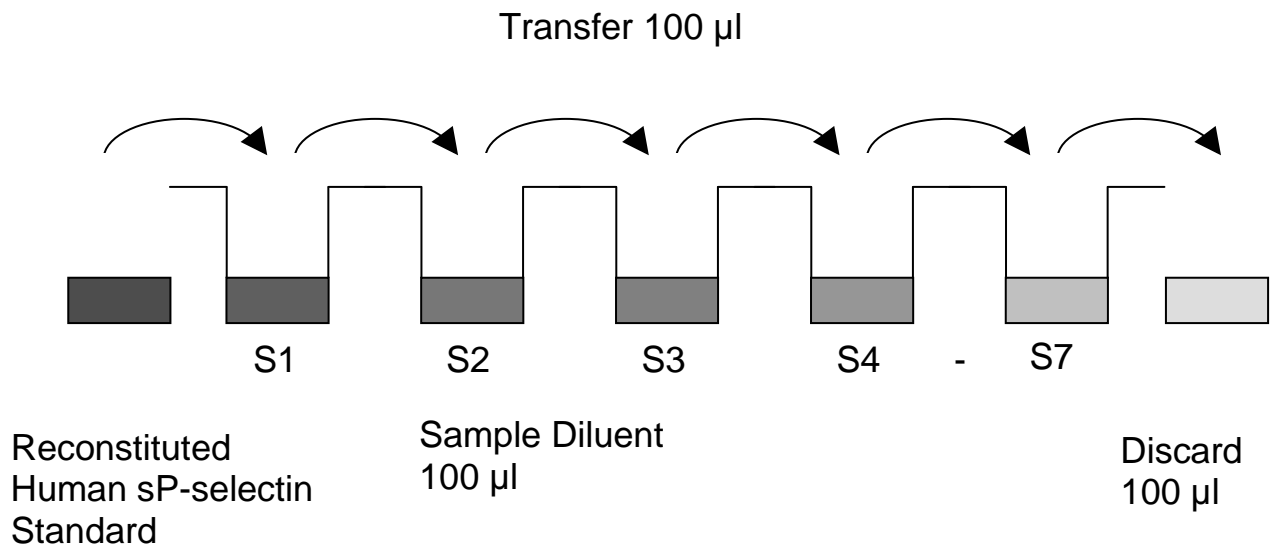 Transfer 100 µl
S1 S2 S3 S4 - S7
Reconstituted
Human sP-selectin
Standard
Sample Diluent
100 µl
Discard
100 µl